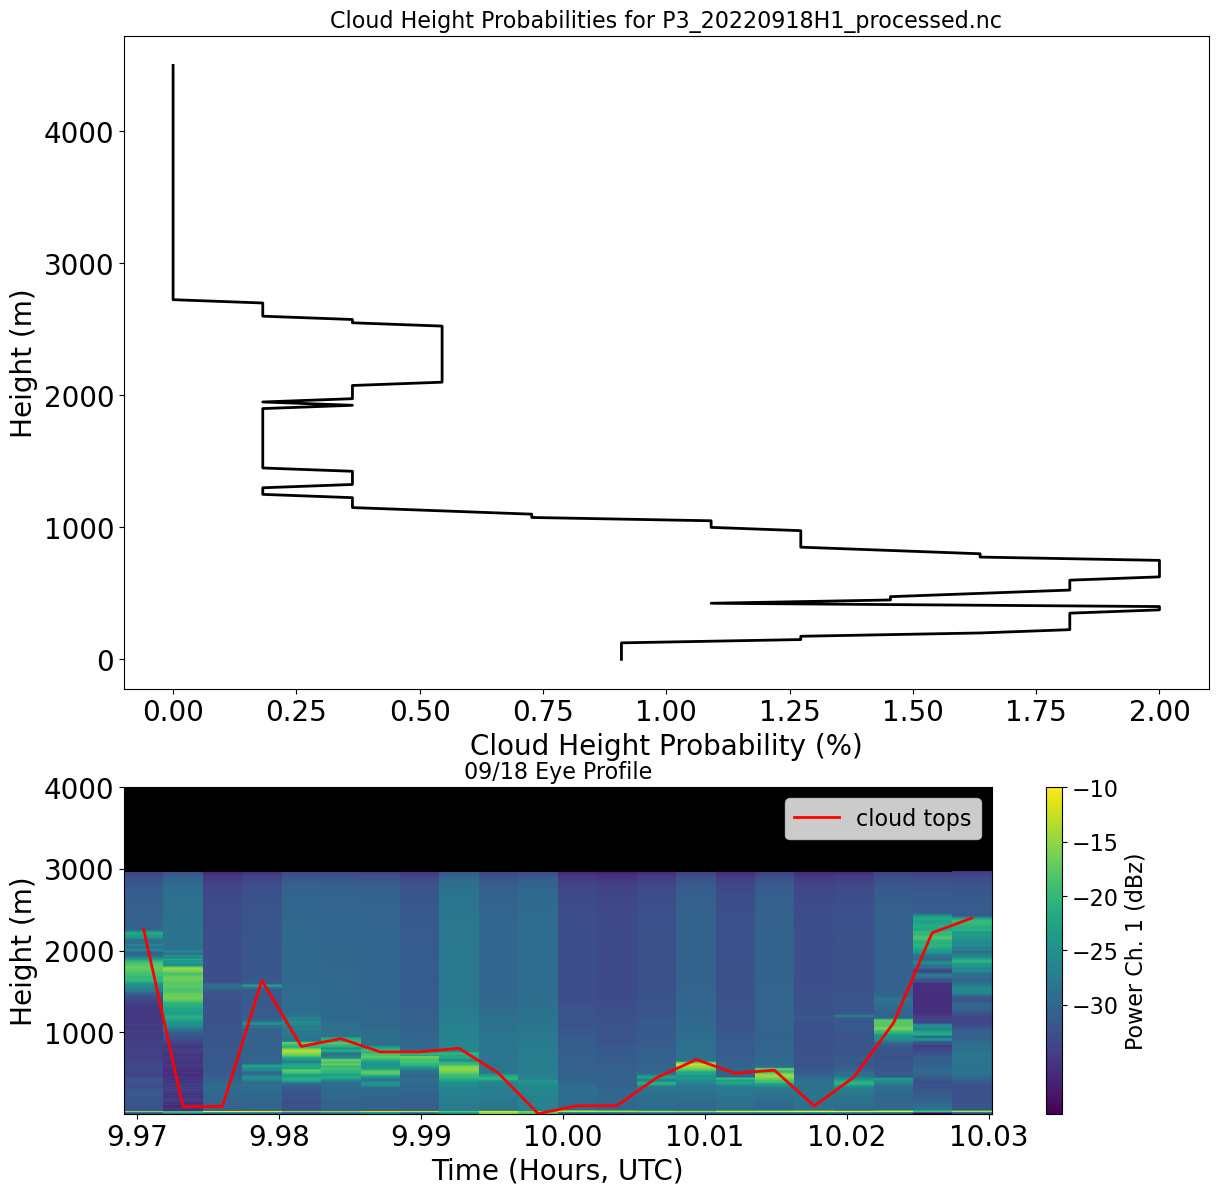 Cloud Height Probabilities for P3_20220918H1_processed.nc
4000
3000
2000
1000
0
Height (m)
0.00 0.25 0.50 0.75 1.00 1.25 1.50 1.75 2.00
Cloud Height Probability (%)
09/18 Eye Profile
4000
3000
2000
1000
Height (m)
cloud tops
9.97 9.98 9.99 10.00 10.01 10.02 10.03
Time (Hours, UTC)
−10
−15
−20
−25
−30
Power Ch. 1 (dBz)